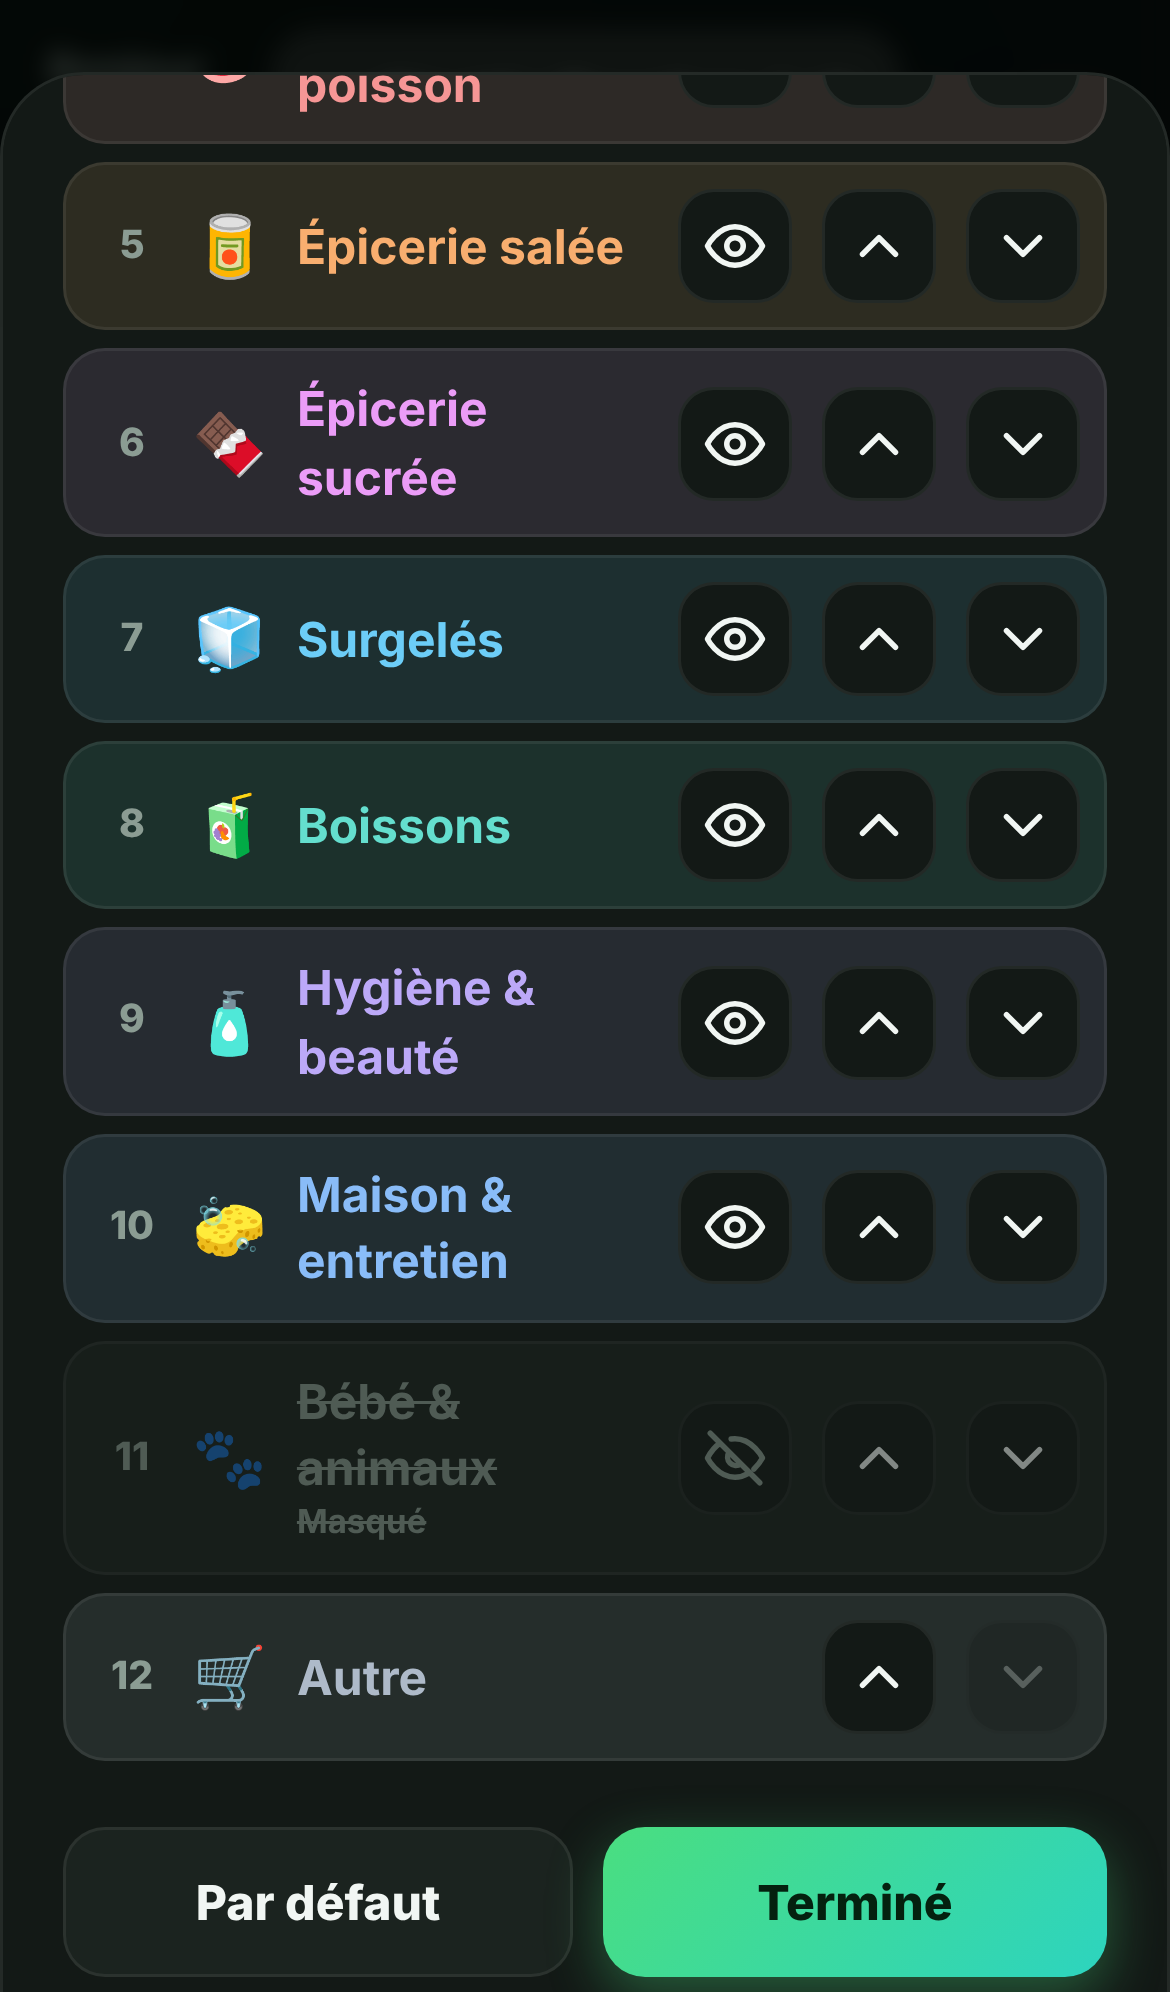 poisson
5
Épicerie salée
6
Épicerie
sucrée
7
Surgelés
8
Boissons
9
Hygiène &
beauté
10
Maison &
entretien
11
Bébé &
animaux
Masqué
12
Autre
Par défaut
Terminé